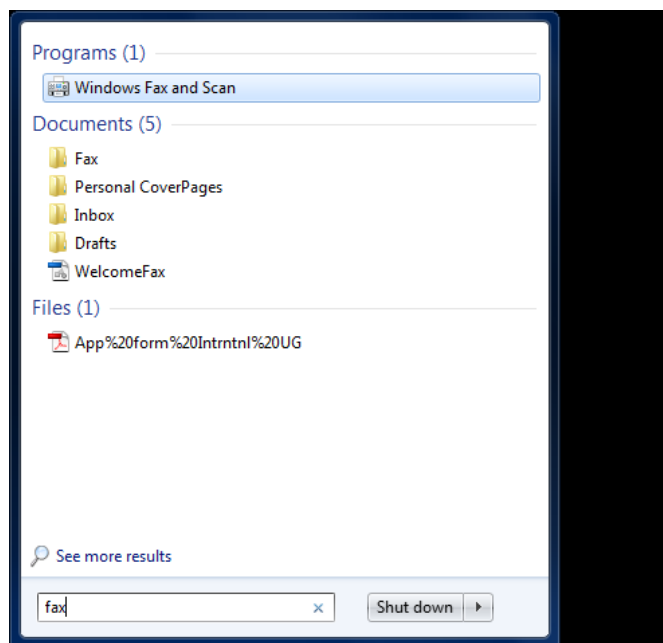 Programs (1)
Windows Fax and Scan
Documents (5)
Fax
Personal CoverPages
Inbox
Drafts
WelcomeFax
Files (1)
App%20form%20Intrntnl%20UG
See more results
fax
Shut down